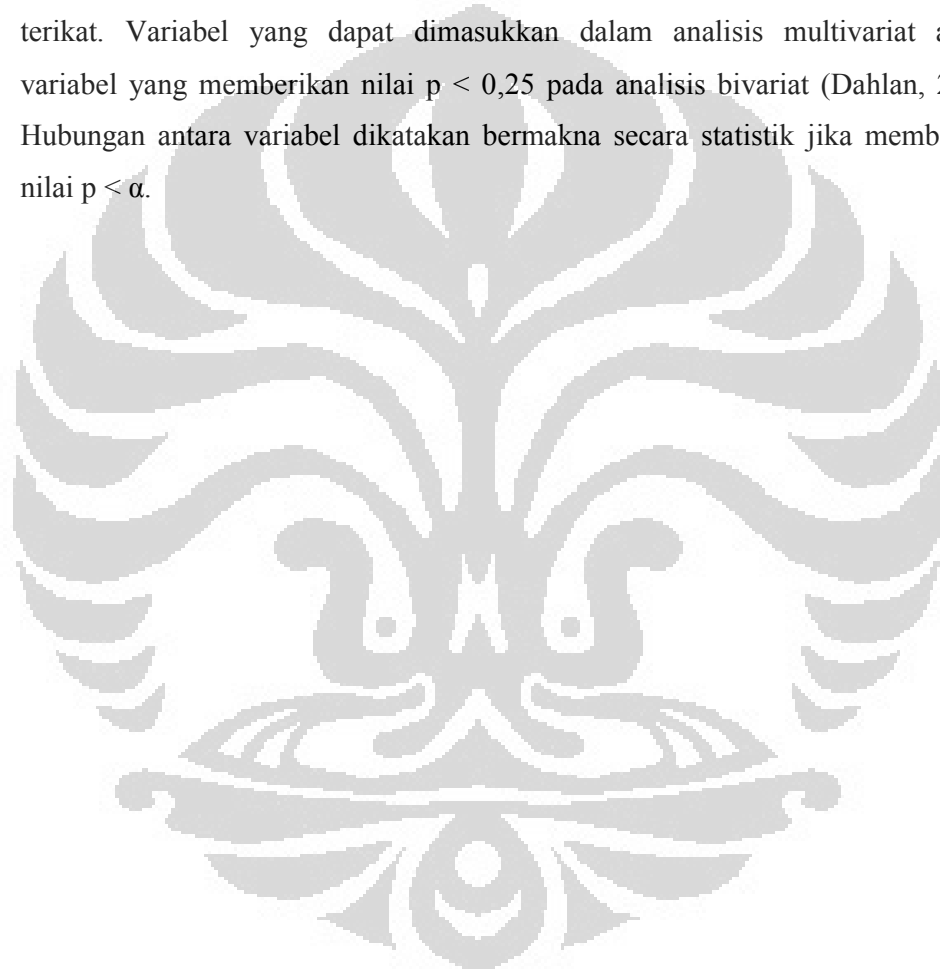 terikat. Variabel yang dapat dimasukkan dalam analisis multivariat
variabel yang memberikan nilai p < 0,25 pada analisis bivariat (Dahlan,
Hubungan antara variabel dikatakan bermakna secara statistik jika
nilai p < α.